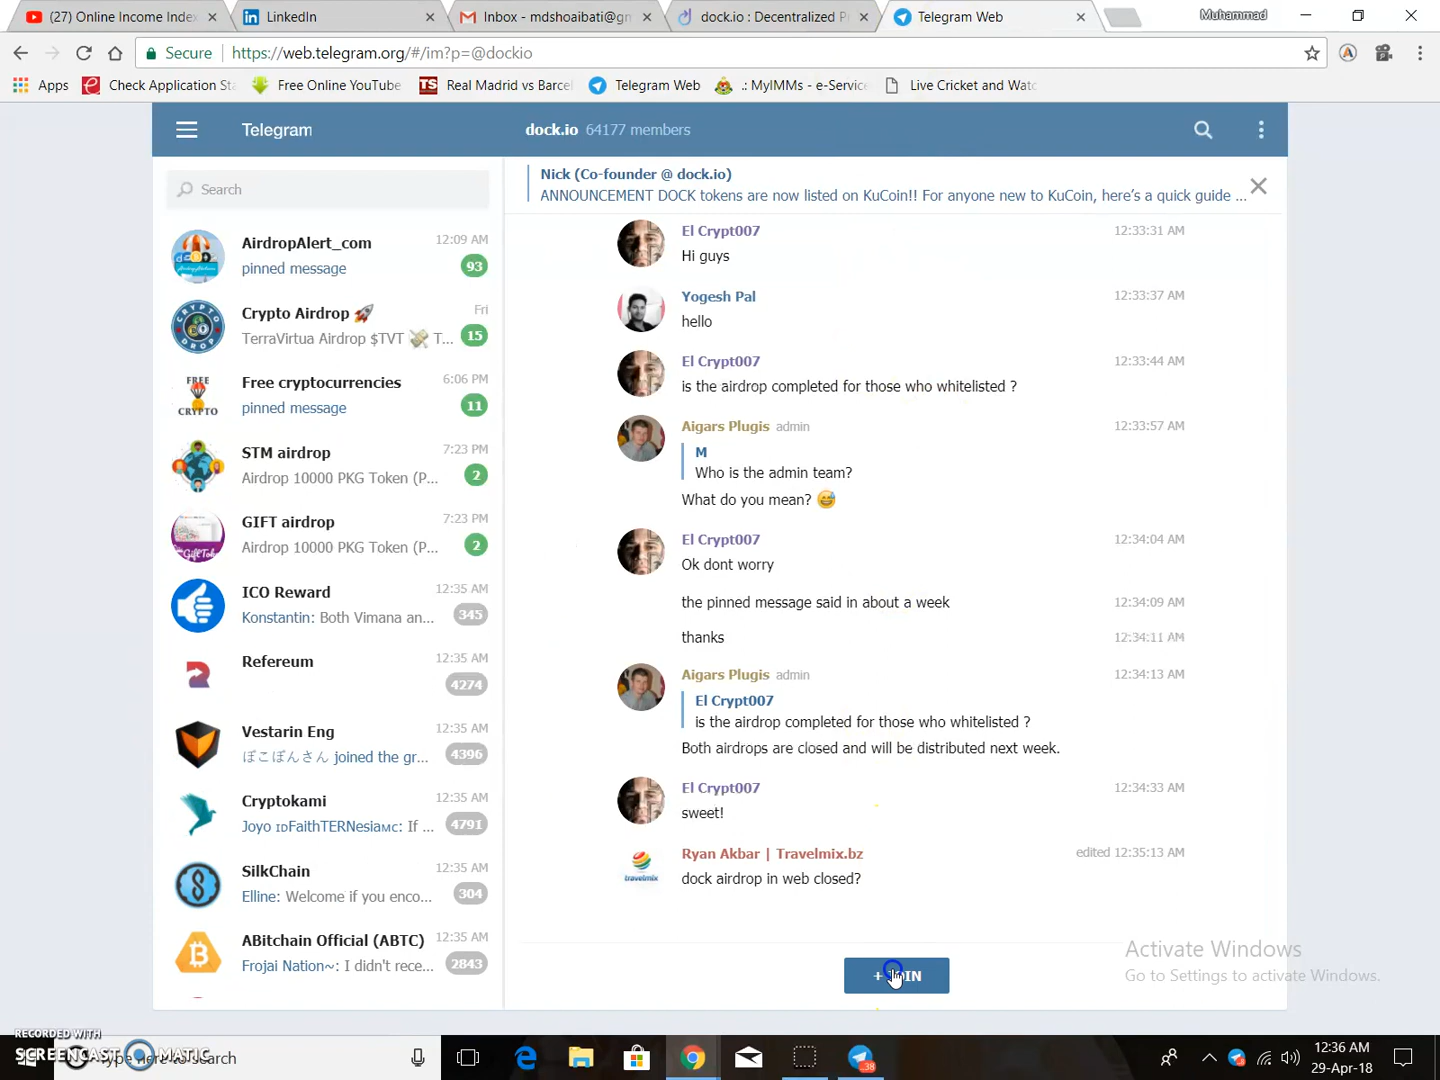 (27) Online Income Index
LinkedIn
Inbox - mdshoaibati@gm
dock.io : Decentralized P
Telegram Web
Muhammad
Secure
https://web.telegram.org/#/im?p=@dockio
Apps
Check Application Sta
Free Online YouTube
Real Madrid vs Barcel
Telegram Web
.: MyIMMs - e-Service
Live Cricket and Watc
Telegram
dock.io 64177 members
Search
Nick (Co-founder @ dock.io)
ANNOUNCEMENT DOCK tokens are now listed on KuCoin!! For anyone new to KuCoin, here's a quick guide ...
AirdropAlert_com 12:09 AM
pinned message 93
Crypto Airdrop 🚀 Fri
TerraVirtua Airdrop $TVT 💸 T... 15
Free cryptocurrencies 6:06 PM
pinned message 11
STM airdrop 7:23 PM
Airdrop 10000 PKG Token (P... 2
GIFT airdrop 7:23 PM
Airdrop 10000 PKG Token (P... 2
ICO Reward 12:35 AM
Konstantin: Both Vimana an... 345
Refereum 12:35 AM
4274
Vestarin Eng 12:35 AM
ぽこぽんさん joined the gr... 4396
Cryptokami 12:35 AM
Joyo ɪᴅFaithTERNesiaᴍᴄ: If ... 4791
SilkChain 12:35 AM
Elline: Welcome if you enco... 304
ABitchain Official (ABTC) 12:35 AM
Frojai Nation~: I didn't rece... 2843
El Crypt007 12:33:31 AM
Hi guys
Yogesh Pal 12:33:37 AM
hello
El Crypt007 12:33:44 AM
is the airdrop completed for those who whitelisted ?
Aigars Plugis admin 12:33:57 AM
M
Who is the admin team?
What do you mean? 😅
El Crypt007 12:34:04 AM
Ok dont worry
the pinned message said in about a week 12:34:09 AM
thanks 12:34:11 AM
Aigars Plugis admin 12:34:13 AM
El Crypt007
is the airdrop completed for those who whitelisted ?
Both airdrops are closed and will be distributed next week.
El Crypt007 12:34:33 AM
sweet!
Ryan Akbar | Travelmix.bz edited 12:35:13 AM
dock airdrop in web closed?
+ JOIN
Activate Windows
Go to Settings to activate Windows.
RECORDED WITH
SCREENCAST MATIC
Type here to search
38
12:36 AM
29-Apr-18